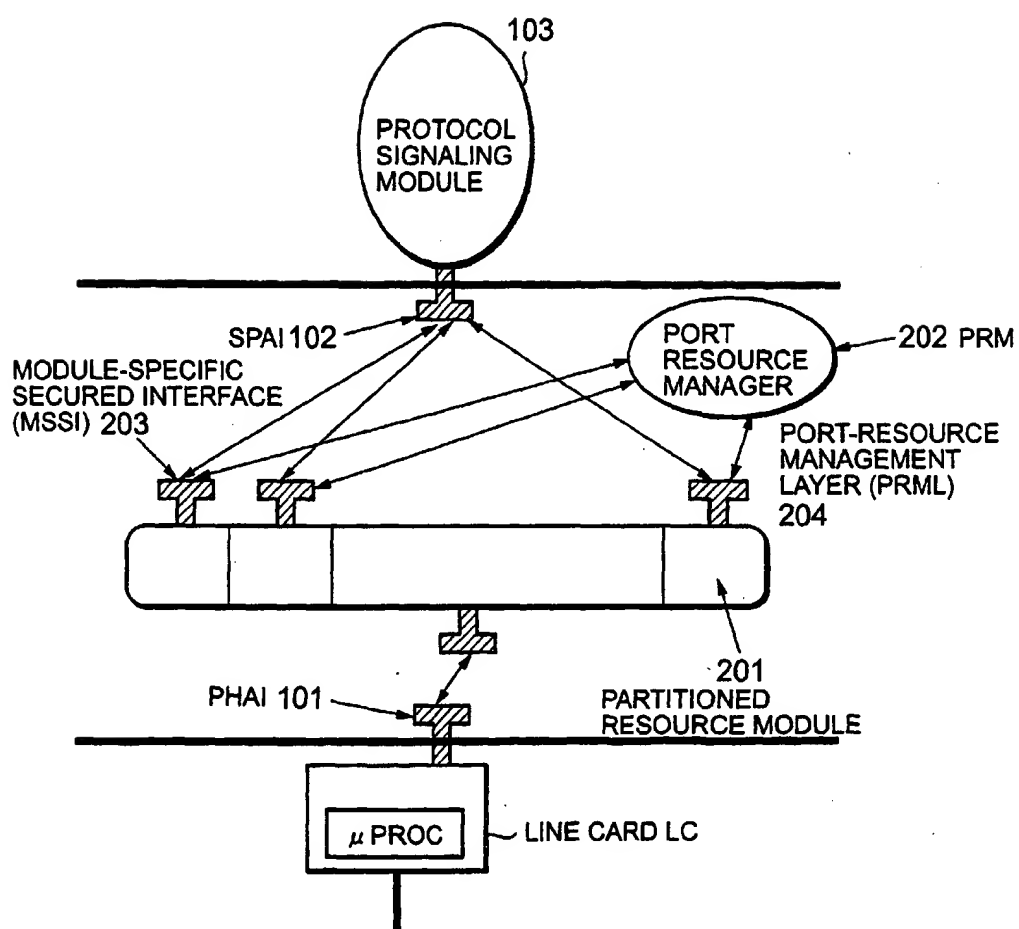 103
PROTOCOL
SIGNALING
MODULE
SPAI 102
PORT
RESOURCE
MANAGER
202 PRM
MODULE-SPECIFIC
SECURED INTERFACE
(MSSI) 203
PORT-RESOURCE
MANAGEMENT
LAYER (PRML)
204
201
PARTITIONED
RESOURCE MODULE
PHAI 101
μ PROC
LINE CARD LC